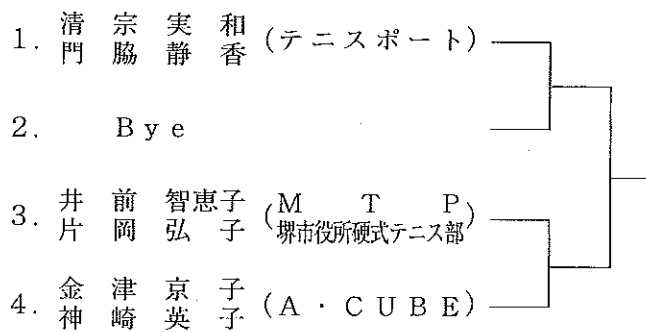 1. 清 宗 実 和 (テニスポート)
門 脇 静 香
2. Bye
3. 井 前 智恵子 (M T P
片 岡 弘 子 堺市役所硬式テニス部)
4. 金 津 京 子 (A・CUBE)
神 崎 英 子